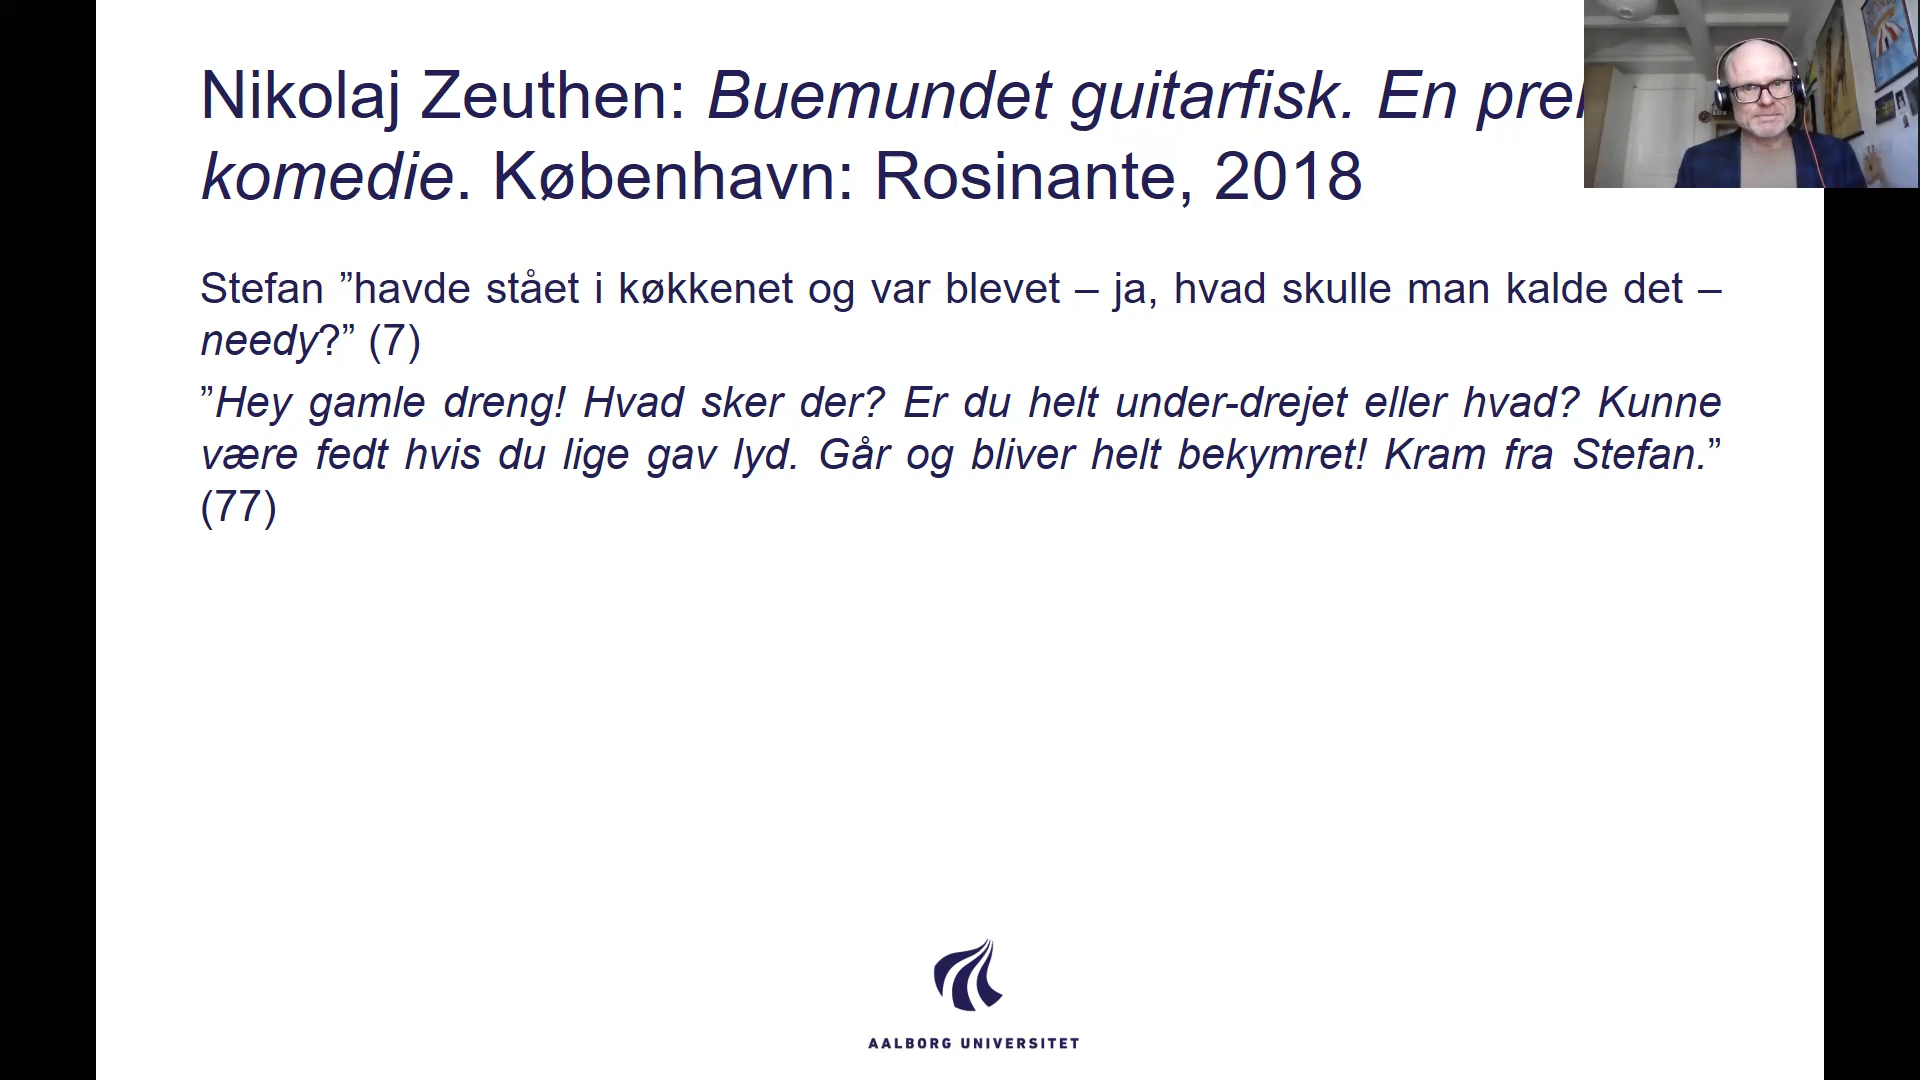 Nikolaj Zeuthen: Buemundet guitarfisk. En
komedie. København: Rosinante, 2018
Stefan ”havde stået i køkkenet og var blevet – ja, hvad skulle man kalde det –
needy?” (7)
”Hey gamle dreng! Hvad sker der? Er du helt under-drejet eller hvad? Kunne
være fedt hvis du lige gav lyd. Går og bliver helt bekymret! Kram fra Stefan.”
(77)
AALBORG UNIVERSITET